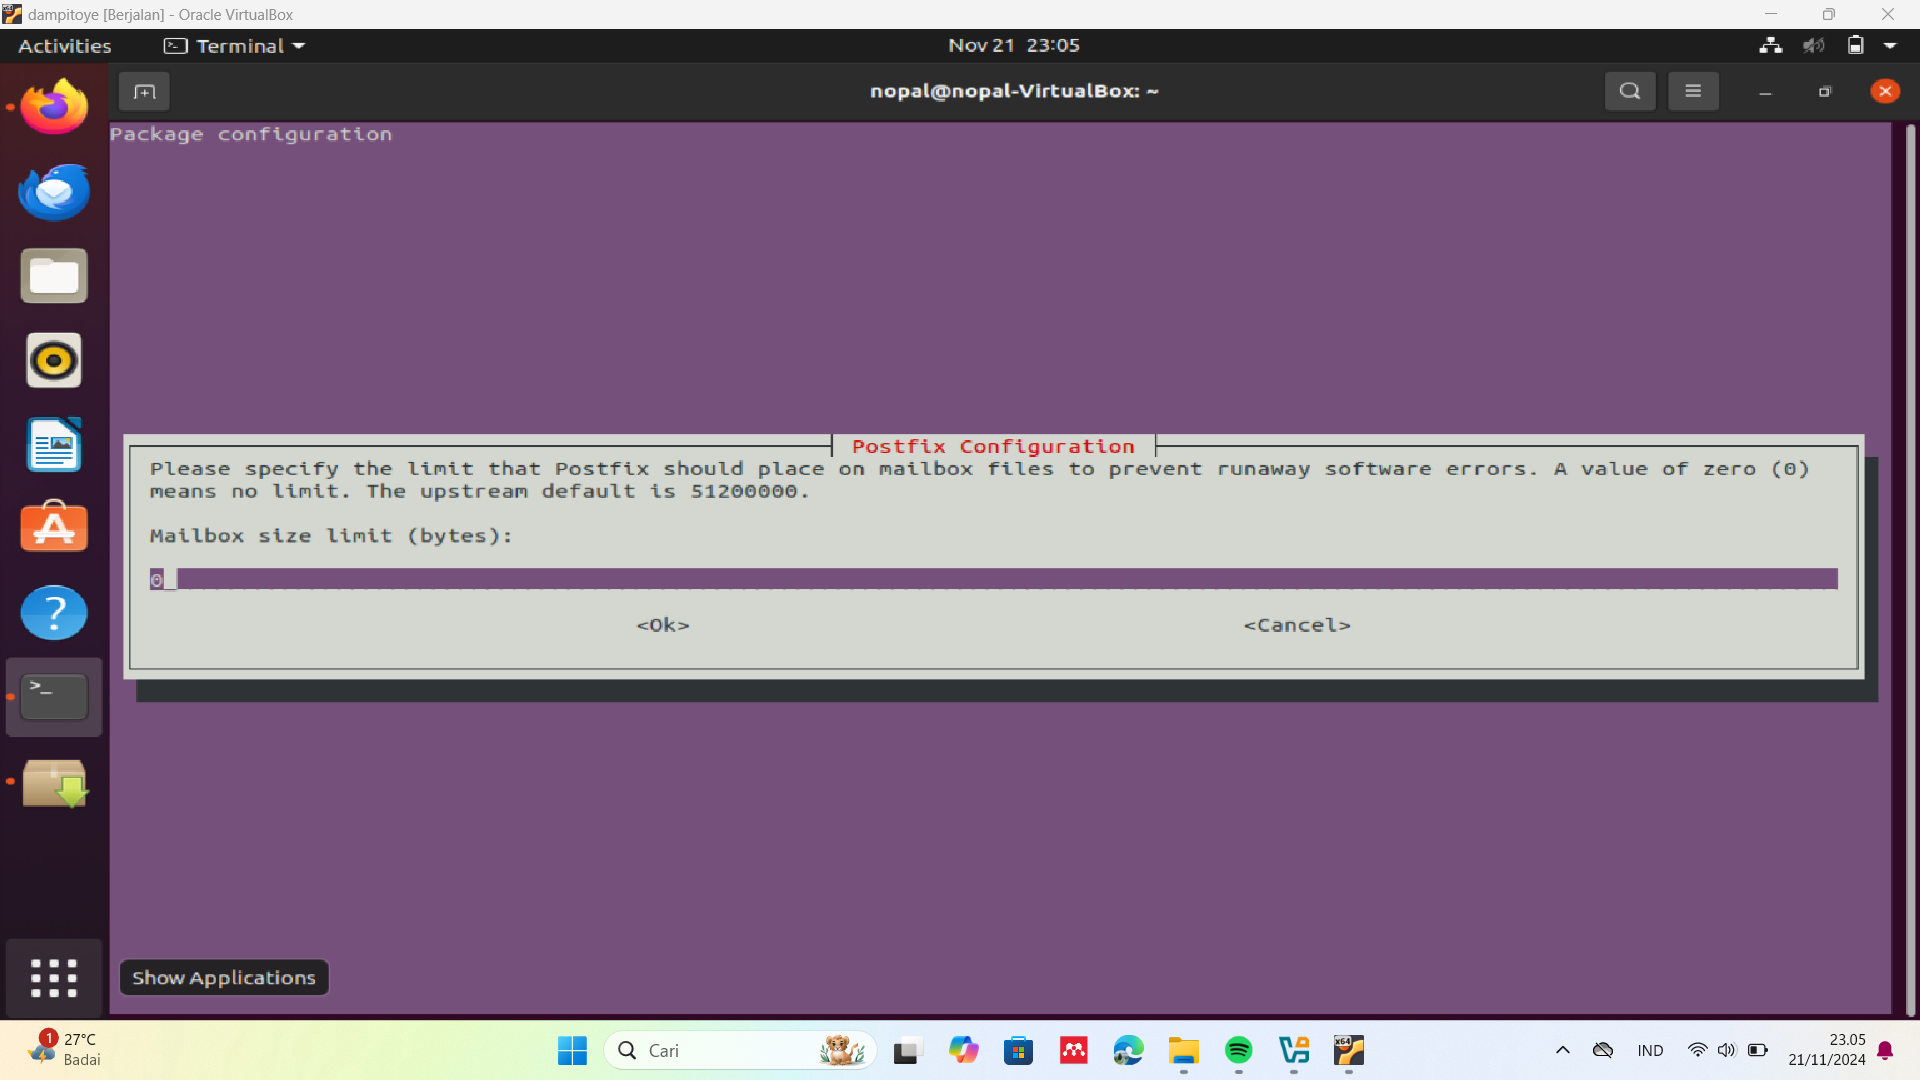 dampitoye [Berjalan] - Oracle VirtualBox
Activities
Terminal
Nov 21 23:05
nopal@nopal-VirtualBox: ~
Package configuration
Postfix Configuration
Please specify the limit that Postfix should place on mailbox files to prevent runaway software errors. A value of zero (0)
means no limit. The upstream default is 51200000.
Mailbox size limit (bytes):
0
<Ok>
<Cancel>
Show Applications
1
27°C
Badai
Cari
IND
23.05
21/11/2024